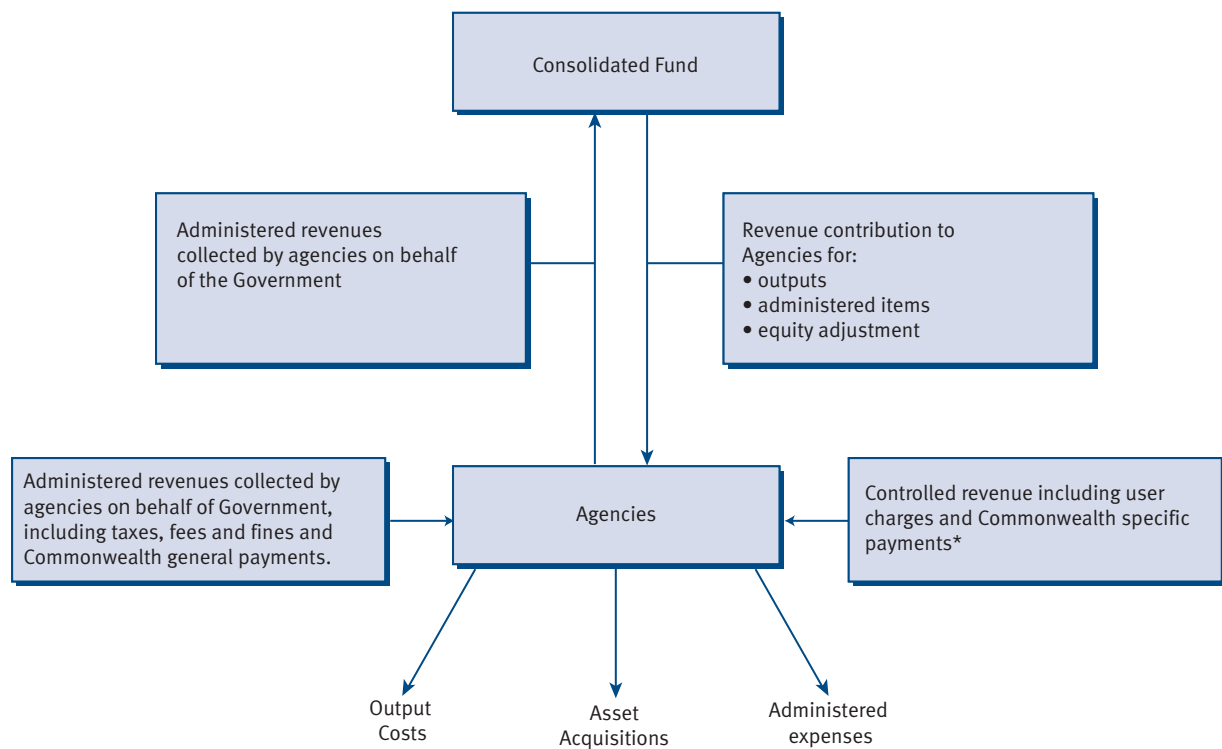 Consolidated Fund
Administered revenues
collected by agencies on behalf
of the Government
Revenue contribution to
Agencies for:
• outputs
• administered items
• equity adjustment
Administered revenues collected by
agencies on behalf of Government,
including taxes, fees and fines and
Commonwealth general payments.
Agencies
Controlled revenue including user
charges and Commonwealth specific
payments*
Output
Costs
Asset
Acquisitions
Administered
expenses